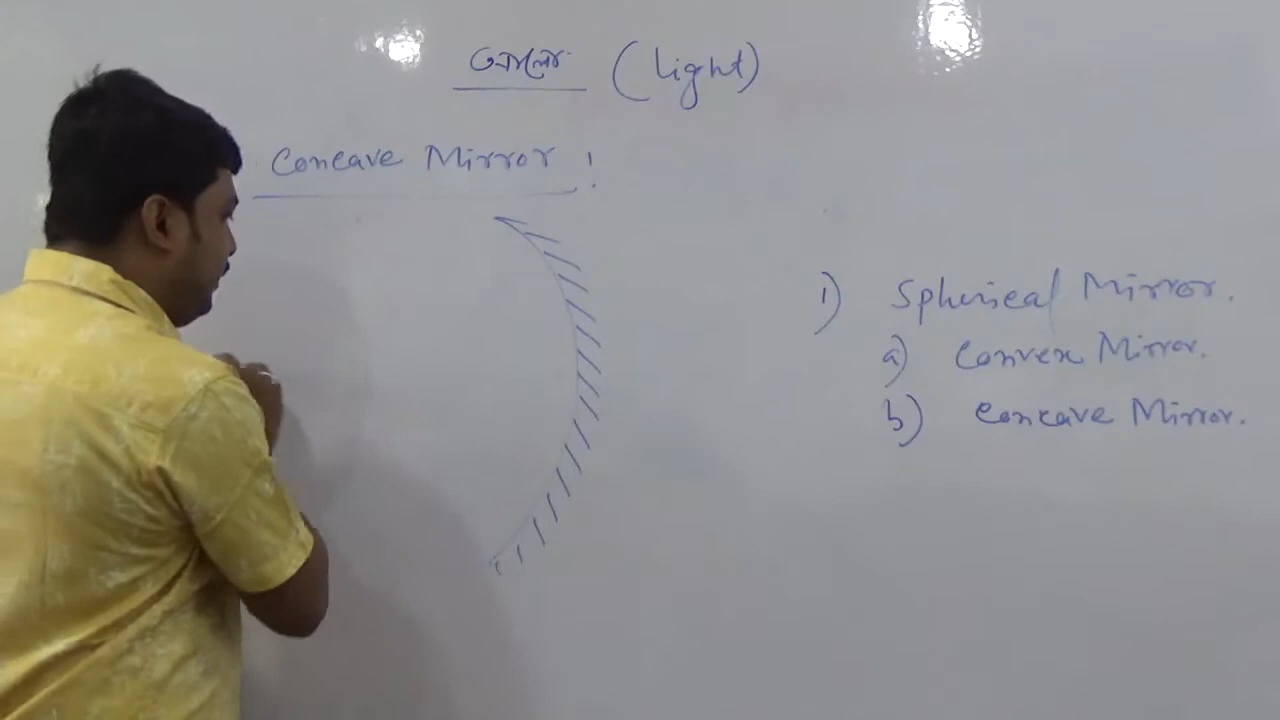 আলো (Light)
Concave Mirror :
1) Spherical Mirror.
a) Convex Mirror.
b) Concave Mirror.